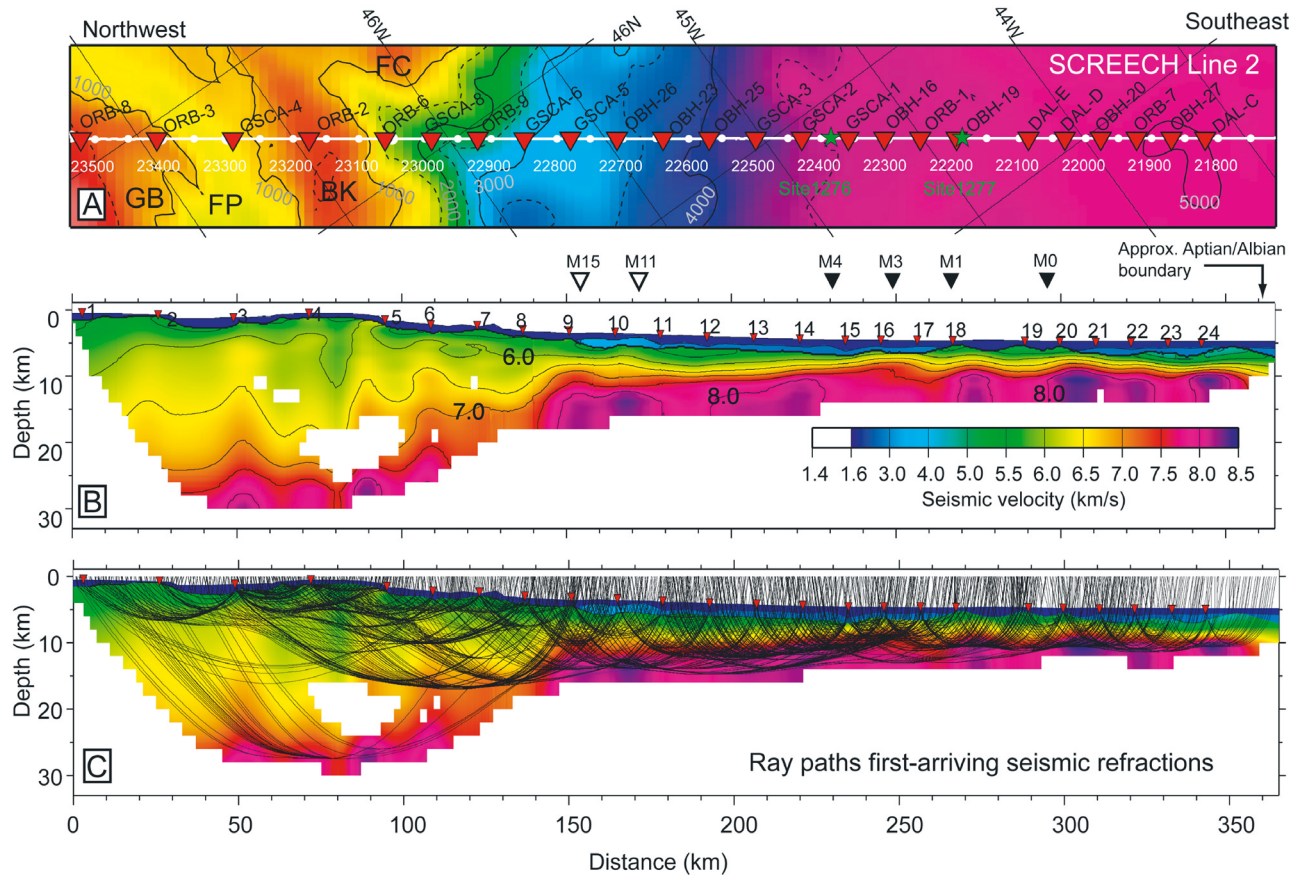 Northwest
46W
46N
45W
44W
Southeast
SCREECH Line 2
1000
FC
ORB-8
ORB-3
GSCA-4
ORB-2
ORB-6
GSCA-8
ORB-9
GSCA-6
GSCA-5
OBH-26
OBH-23
OBH-25
GSCA-3
GSCA-2
GSCA-1
OBH-16
ORB-1
OBH-19
DAL-E
DAL-D
OBH-20
ORB-7
OBH-27
DAL-C
23500
23400
23300
23200
23100
23000
22900
22800
22700
22600
22500
22400
22300
22200
22100
22000
21900
21800
A
GB
FP
1000
BK
1000
2000
3000
4000
Site1276
Site1277
5000
M15
M11
M4
M3
M1
M0
Approx. Aptian/Albian
boundary
1 2 3 4 5 6 7 8 9 10 11 12 13 14 15 16 17 18 19 20 21 22 23 24
6.0
7.0
8.0
8.0
0
10
20
30
Depth (km)
B
1.4 1.6 3.0 4.0 5.0 5.5 6.0 6.5 7.0 7.5 8.0 8.5
Seismic velocity (km/s)
0
10
20
30
Depth (km)
C
Ray paths first-arriving seismic refractions
0 50 100 150 200 250 300 350
Distance (km)